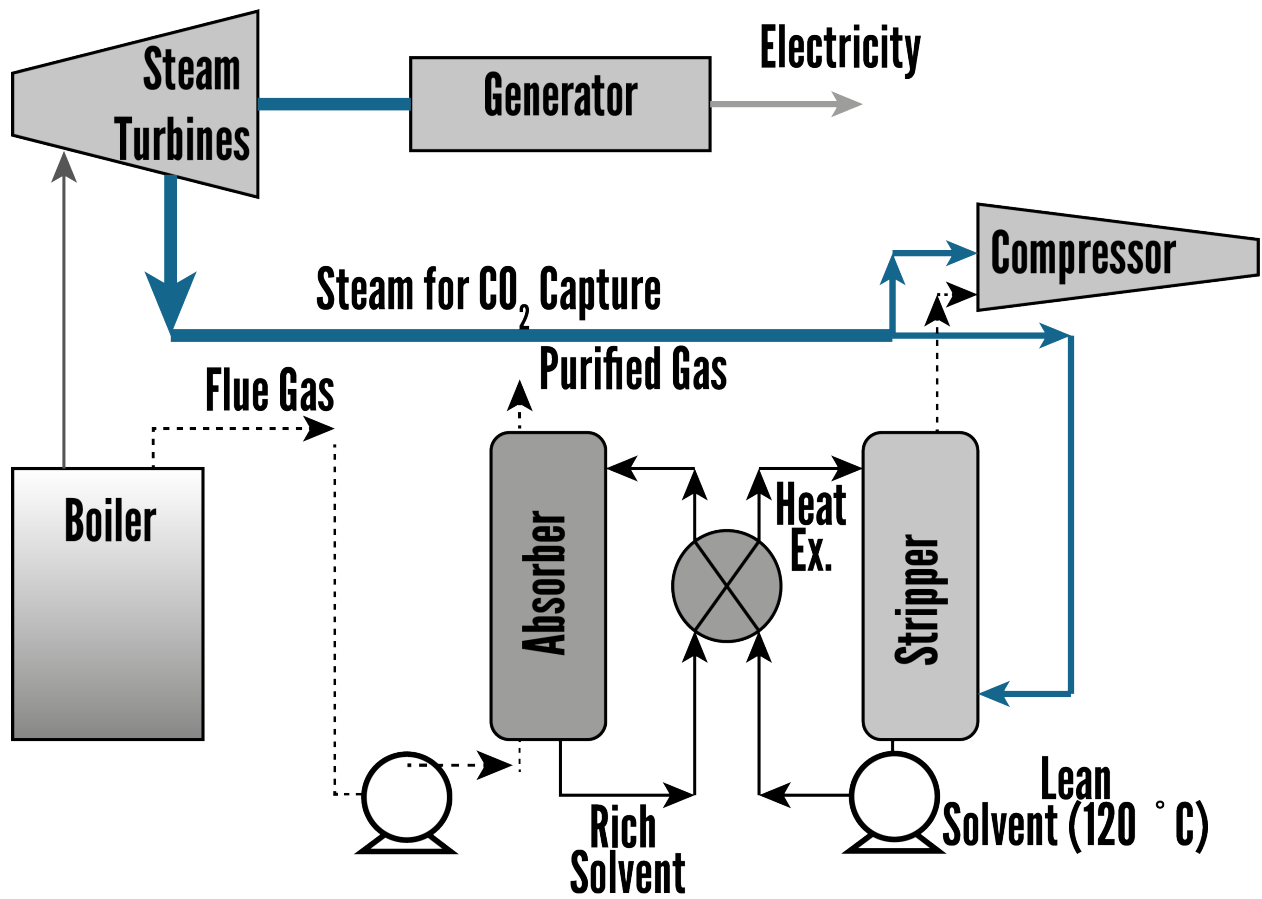 Electricity
Steam
Turbines
Generator
Compressor
Steam for CO₂ Capture
Purified Gas
Flue Gas
Boiler
Heat
Ex.
Absorber
Stripper
Lean
Solvent (120 °C)
Rich
Solvent